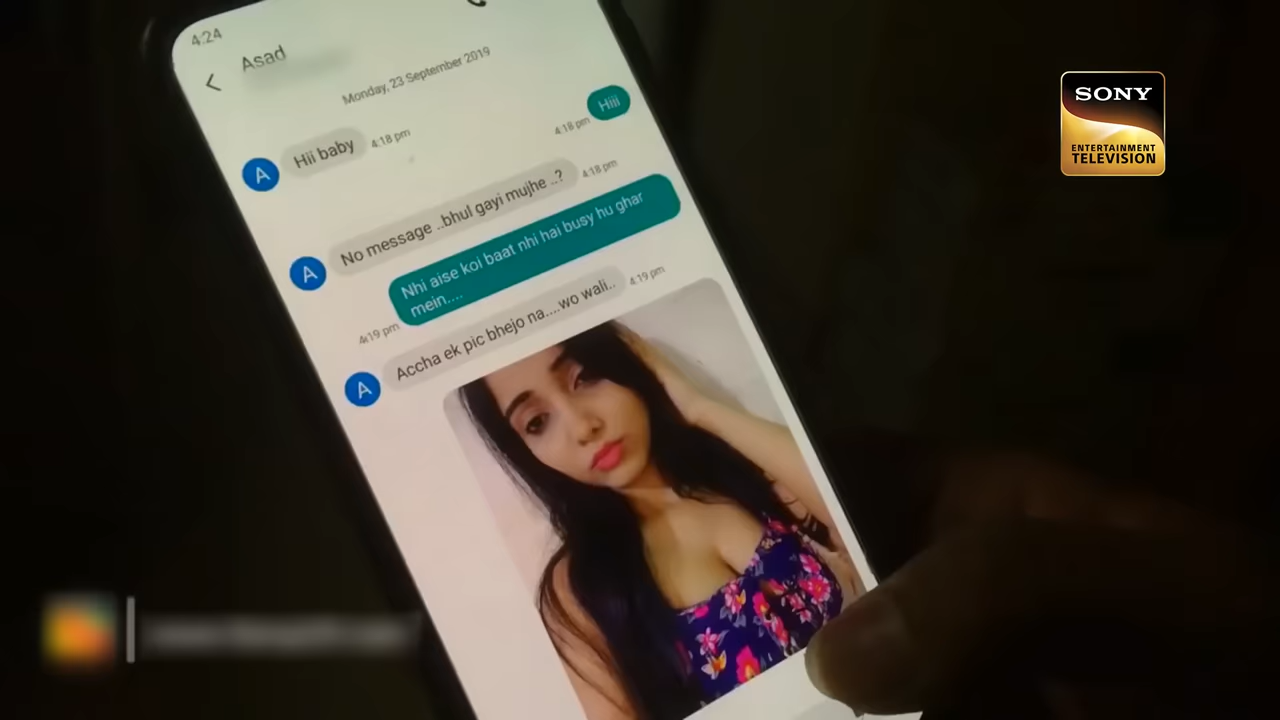 4:24
Asad
Monday, 23 September 2019
Hiii
4:18 pm
A
Hii baby
4:18 pm
A
No message ..bhul gayi mujhe ..?
4:18 pm
Nhi aise koi baat nhi hai busy hu ghar
mein....
4:19 pm
A
Accha ek pic bhejo na....wo wali..
4:19 pm
SONY
ENTERTAINMENT
TELEVISION